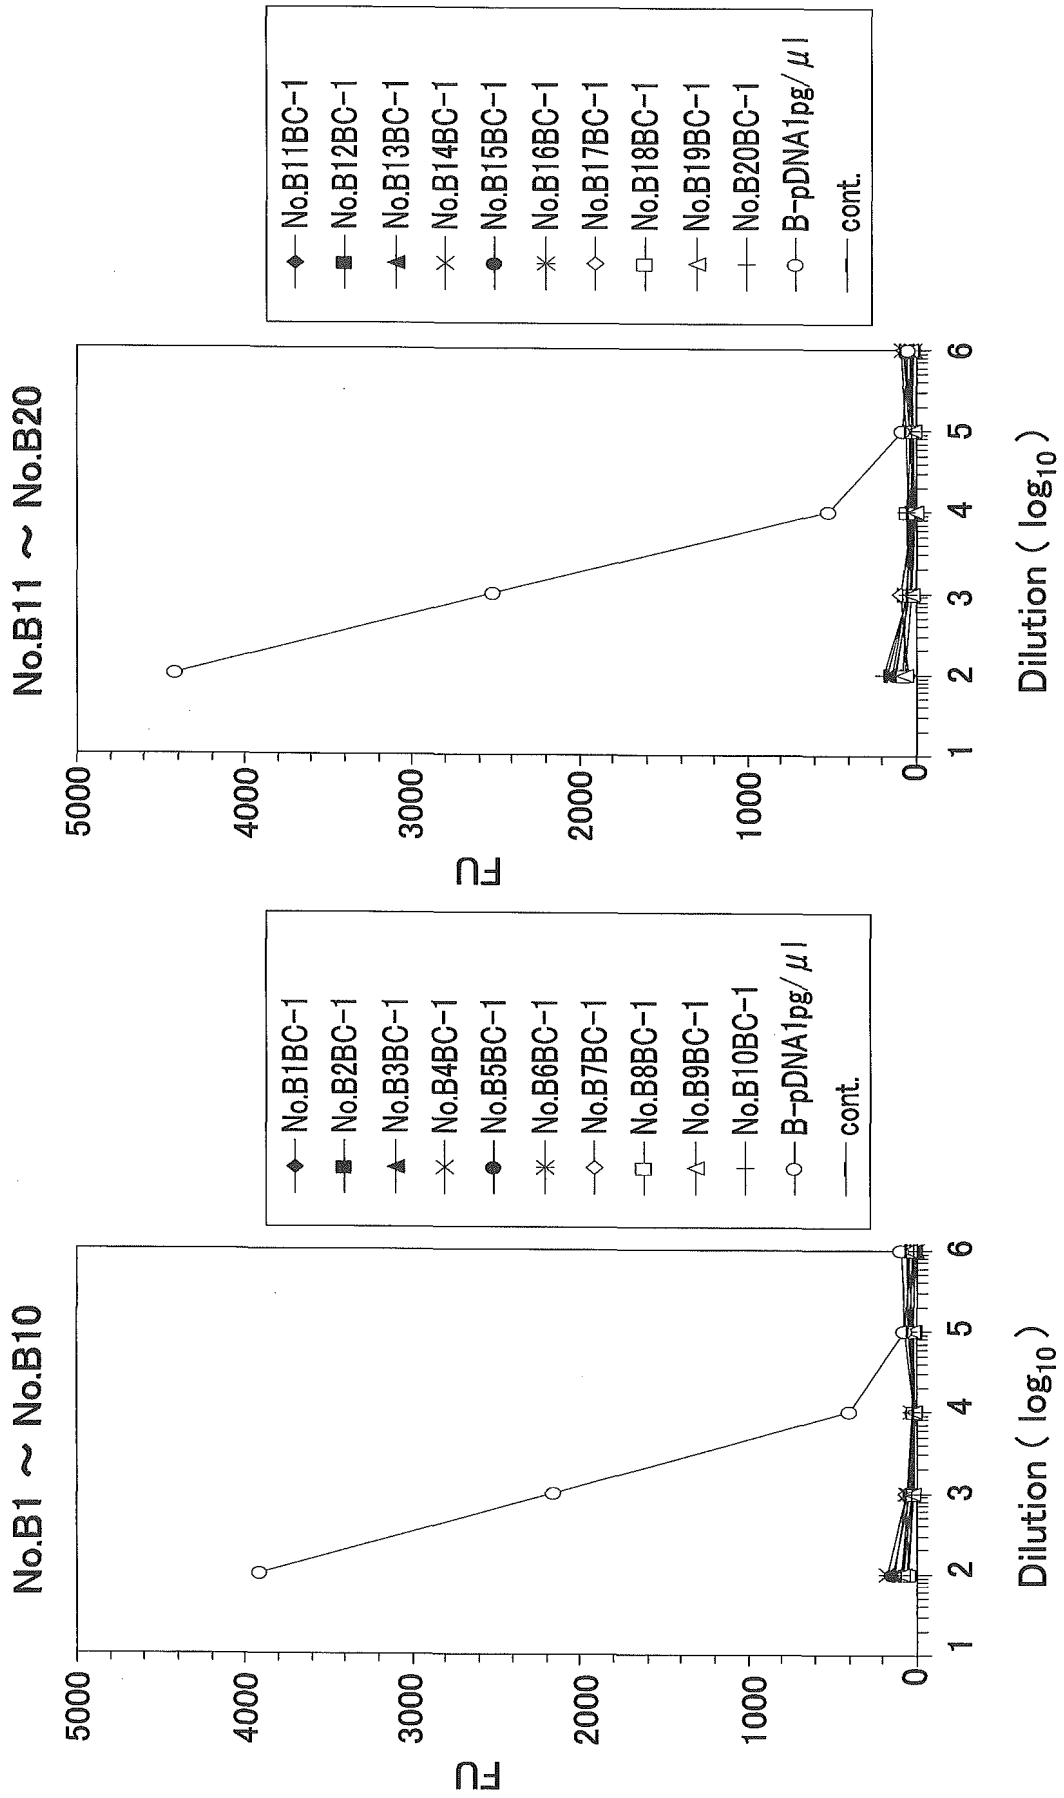 No.B1 ~ No.B10
FU
5000
4000
3000
2000
1000
0
1 2 3 4 5 6
Dilution ( log10 )
No.B1BC-1
No.B2BC-1
No.B3BC-1
No.B4BC-1
No.B5BC-1
No.B6BC-1
No.B7BC-1
No.B8BC-1
No.B9BC-1
No.B10BC-1
B-pDNA1pg/μl
cont.
No.B11 ~ No.B20
FU
5000
4000
3000
2000
1000
0
1 2 3 4 5 6
Dilution ( log10 )
No.B11BC-1
No.B12BC-1
No.B13BC-1
No.B14BC-1
No.B15BC-1
No.B16BC-1
No.B17BC-1
No.B18BC-1
No.B19BC-1
No.B20BC-1
B-pDNA1pg/μl
cont.